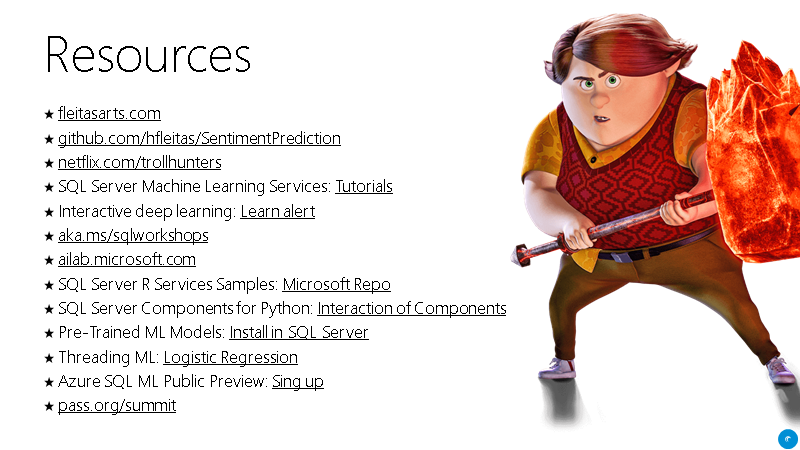 Resources
★ fleitasarts.com
★ github.com/hfleitas/SentimentPrediction
★ netflix.com/trollhunters
★ SQL Server Machine Learning Services: Tutorials
★ Interactive deep learning: Learn alert
★ aka.ms/sqlworkshops
★ ailab.microsoft.com
★ SQL Server R Services Samples: Microsoft Repo
★ SQL Server Components for Python: Interaction of Components
★ Pre-Trained ML Models: Install in SQL Server
★ Threading ML: Logistic Regression
★ Azure SQL ML Public Preview: Sing up
★ pass.org/summit